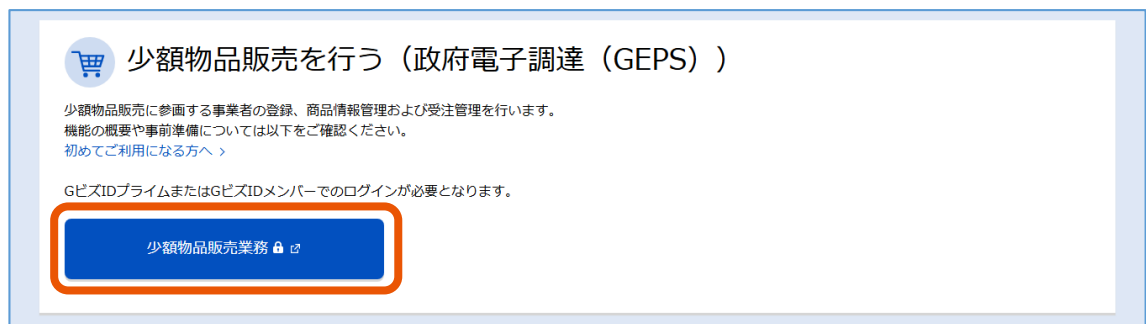 少額物品販売を行う（政府電子調達（GEPS））
少額物品販売に参画する事業者の登録、商品情報管理および受注管理を行います。
機能の概要や事前準備については以下をご確認ください。
初めてご利用になる方へ >
GビズIDプライムまたはGビズIDメンバーでのログインが必要となります。
少額物品販売業務